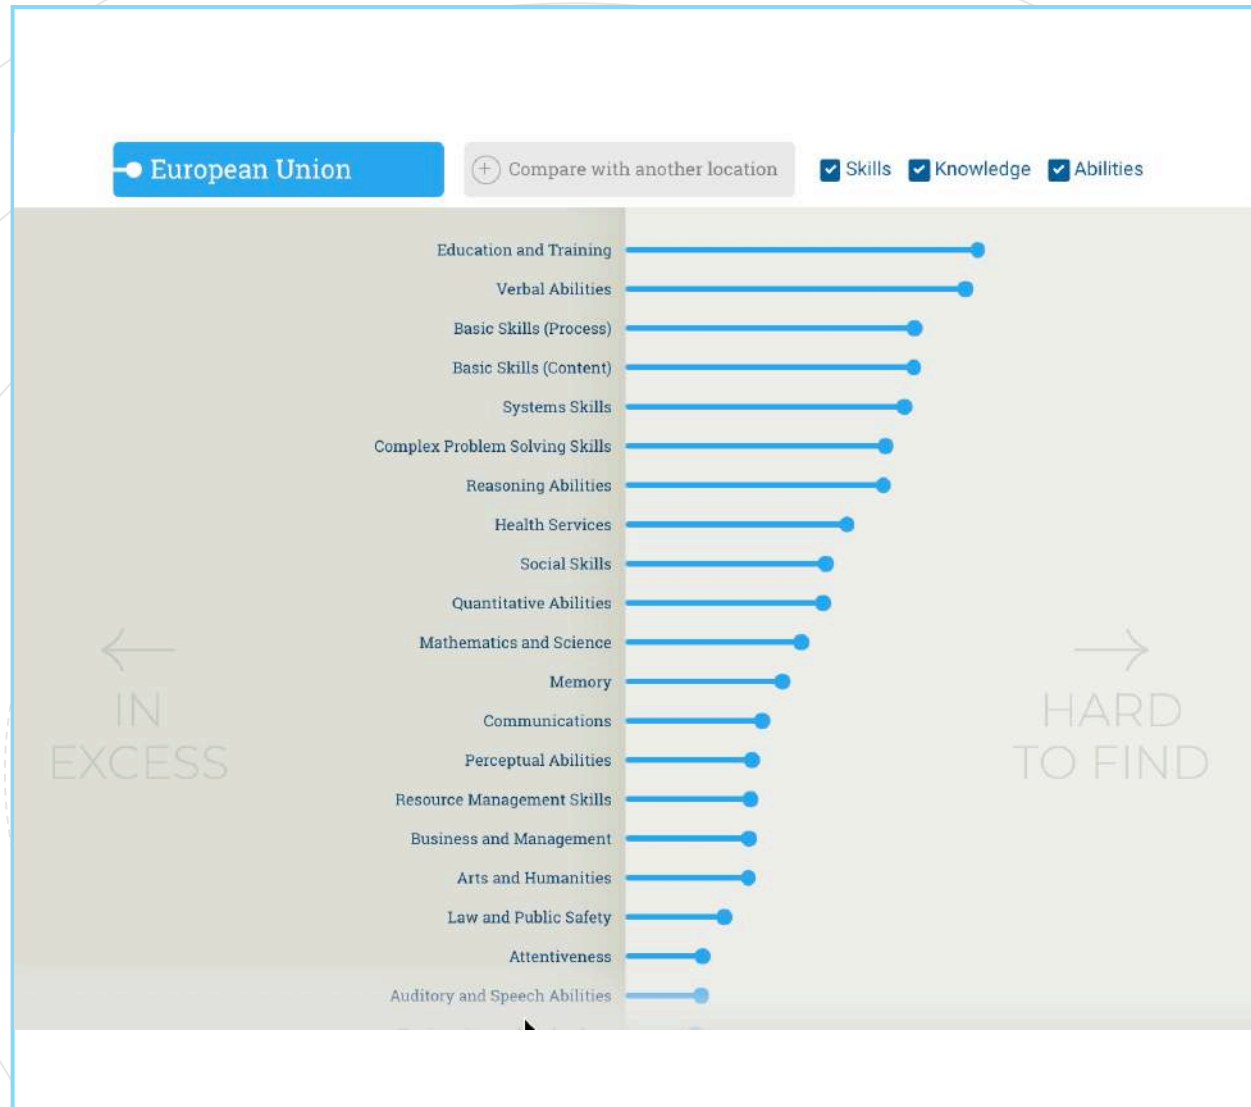 European Union
Compare with another location
Skills
Knowledge
Abilities
Education and Training
Verbal Abilities
Basic Skills (Process)
Basic Skills (Content)
Systems Skills
Complex Problem Solving Skills
Reasoning Abilities
Health Services
Social Skills
Quantitative Abilities
Mathematics and Science
Memory
Communications
Perceptual Abilities
Resource Management Skills
Business and Management
Arts and Humanities
Law and Public Safety
Attentiveness
Auditory and Speech Abilities
IN
EXCESS
HARD
TO FIND